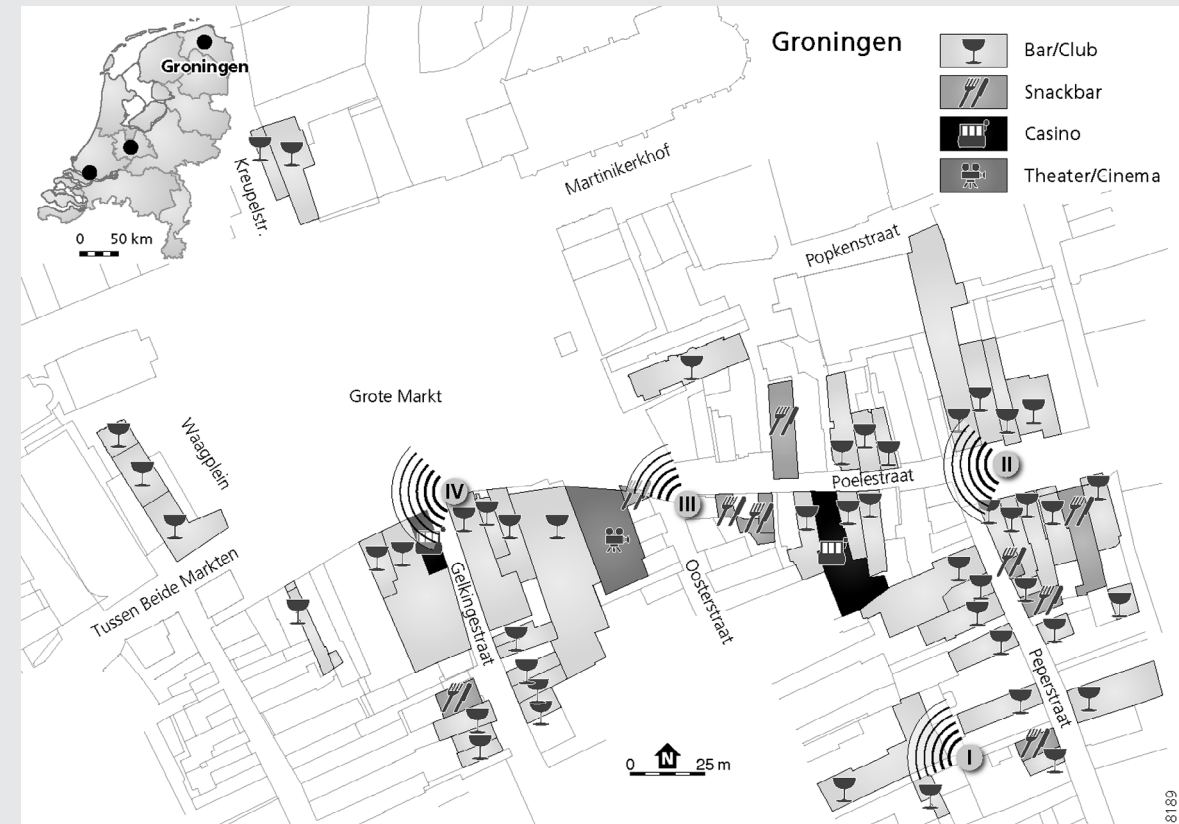 Groningen
0 50 km
Groningen
Bar/Club
Snackbar
Casino
Theater/Cinema
Kreupelstr.
Martinikerkhof
Popkenstraat
Grote Markt
Waagplein
Poelestraat
Tussen Beide Markten
Gelkingestraat
Oosterstraat
Peperstraat
IV
III
II
I
N
0 25 m
8189